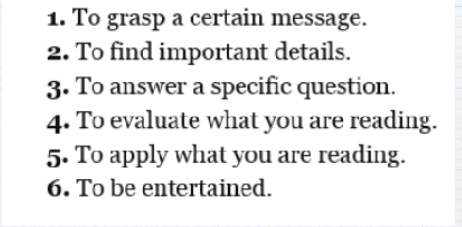 1. To grasp a certain message.
2. To find important details.
3. To answer a specific question.
4. To evaluate what you are reading.
5. To apply what you are reading.
6. To be entertained.